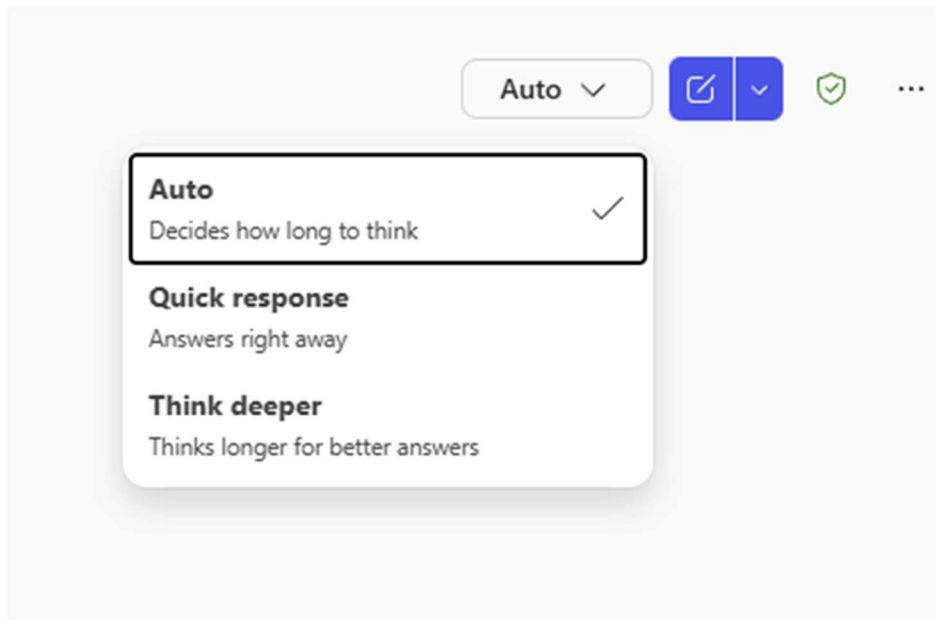 Auto
Auto
Decides how long to think
Quick response
Answers right away
Think deeper
Thinks longer for better answers